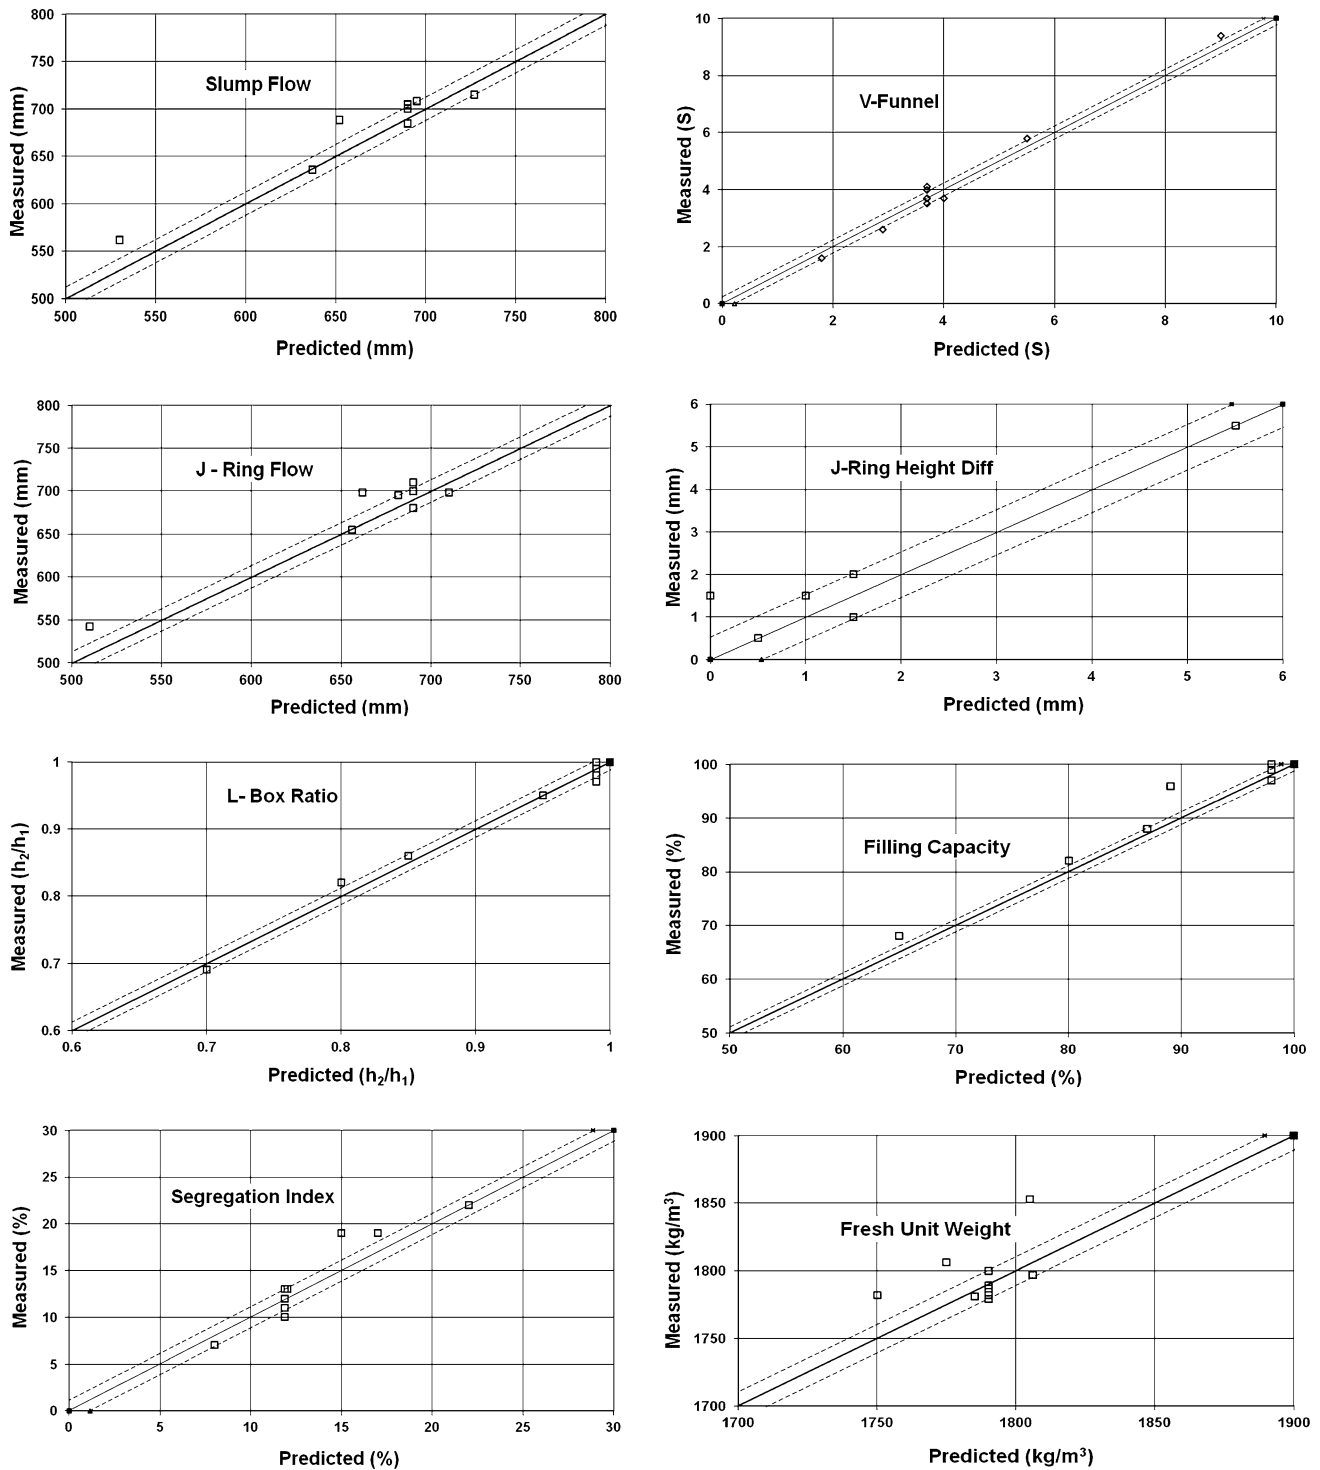 Slump Flow
Measured (mm)
800
750
700
650
600
550
500
500 550 600 650 700 750 800
Predicted (mm)
V-Funnel
Measured (S)
10
8
6
4
2
0
0 2 4 6 8 10
Predicted (S)
J - Ring Flow
Measured (mm)
800
750
700
650
600
550
500
500 550 600 650 700 750 800
Predicted (mm)
J-Ring Height Diff
Measured (mm)
6
5
4
3
2
1
0
0 1 2 3 4 5 6
Predicted (mm)
L- Box Ratio
Measured (h₂/h₁)
1
0.9
0.8
0.7
0.6
0.6 0.7 0.8 0.9 1
Predicted (h₂/h₁)
Filling Capacity
Measured (%)
100
90
80
70
60
50
50 60 70 80 90 100
Predicted (%)
Segregation Index
Measured (%)
30
25
20
15
10
5
0
0 5 10 15 20 25 30
Predicted (%)
Fresh Unit Weight
Measured (kg/m³)
1900
1850
1800
1750
1700
1700 1750 1800 1850 1900
Predicted (kg/m³)